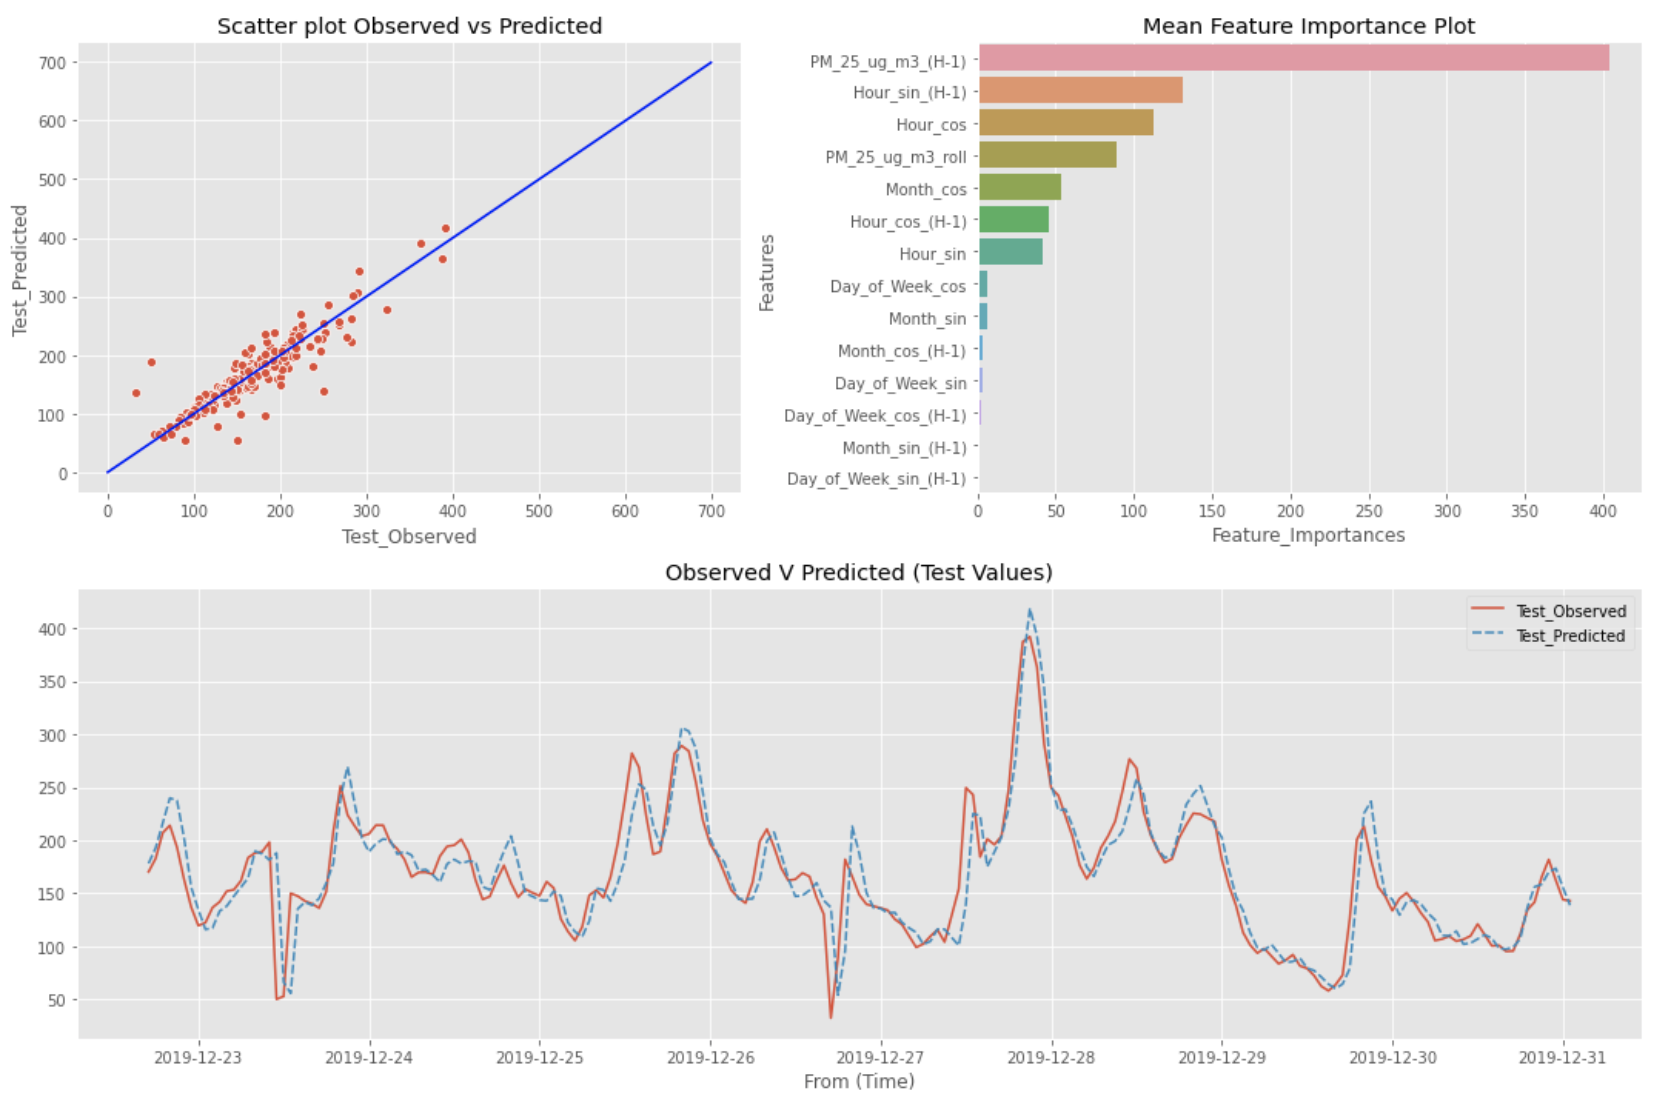 Scatter plot Observed vs Predicted
700
600
500
400
300
200
100
0
Test_Predicted
0 100 200 300 400 500 600 700
Test_Observed
Mean Feature Importance Plot
Features
PM_25_ug_m3_(H-1)
Hour_sin_(H-1)
Hour_cos
PM_25_ug_m3_roll
Month_cos
Hour_cos_(H-1)
Hour_sin
Day_of_Week_cos
Month_sin
Month_cos_(H-1)
Day_of_Week_sin
Day_of_Week_cos_(H-1)
Month_sin_(H-1)
Day_of_Week_sin_(H-1)
0 50 100 150 200 250 300 350 400
Feature_Importances
Observed V Predicted (Test Values)
Test_Observed
Test_Predicted
400
350
300
250
200
150
100
50
2019-12-23 2019-12-24 2019-12-25 2019-12-26 2019-12-27 2019-12-28 2019-12-29 2019-12-30 2019-12-31
From (Time)